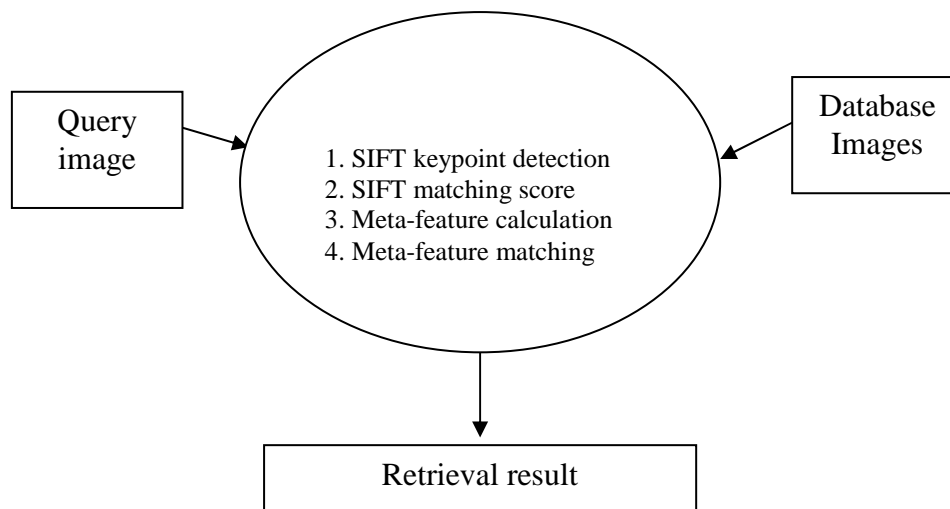 Query
image
Database
Images
1. SIFT keypoint detection
2. SIFT matching score
3. Meta-feature calculation
4. Meta-feature matching
Retrieval result